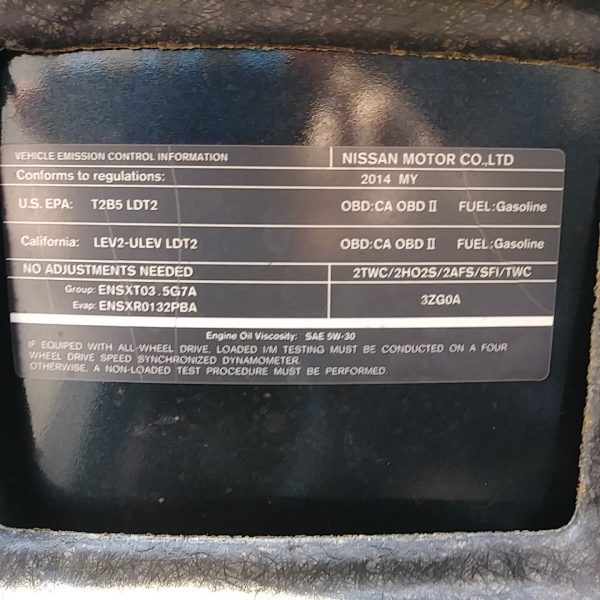 VEHICLE EMISSION CONTROL INFORMATION NISSAN MOTOR CO.,LTD
Conforms to regulations: 2014 MY
U.S. EPA: T2B5 LDT2 OBD:CA OBD II FUEL:Gasoline
California: LEV2-ULEV LDT2 OBD:CA OBD II FUEL:Gasoline
NO ADJUSTMENTS NEEDED 2TWC/2HO2S/2AFS/SFI/TWC
Group: ENSXT03.5G7A
Evap: ENSXR0132PBA
3ZG0A
Engine Oil Viscosity: SAE 5W-30
IF EQUIPED WITH ALL-WHEEL DRIVE, LOADED I/M TESTING MUST BE CONDUCTED ON A FOUR
WHEEL DRIVE SPEED SYNCHRONIZED DYNAMOMETER.
OTHERWISE, A NON-LOADED TEST PROCEDURE MUST BE PERFORMED.